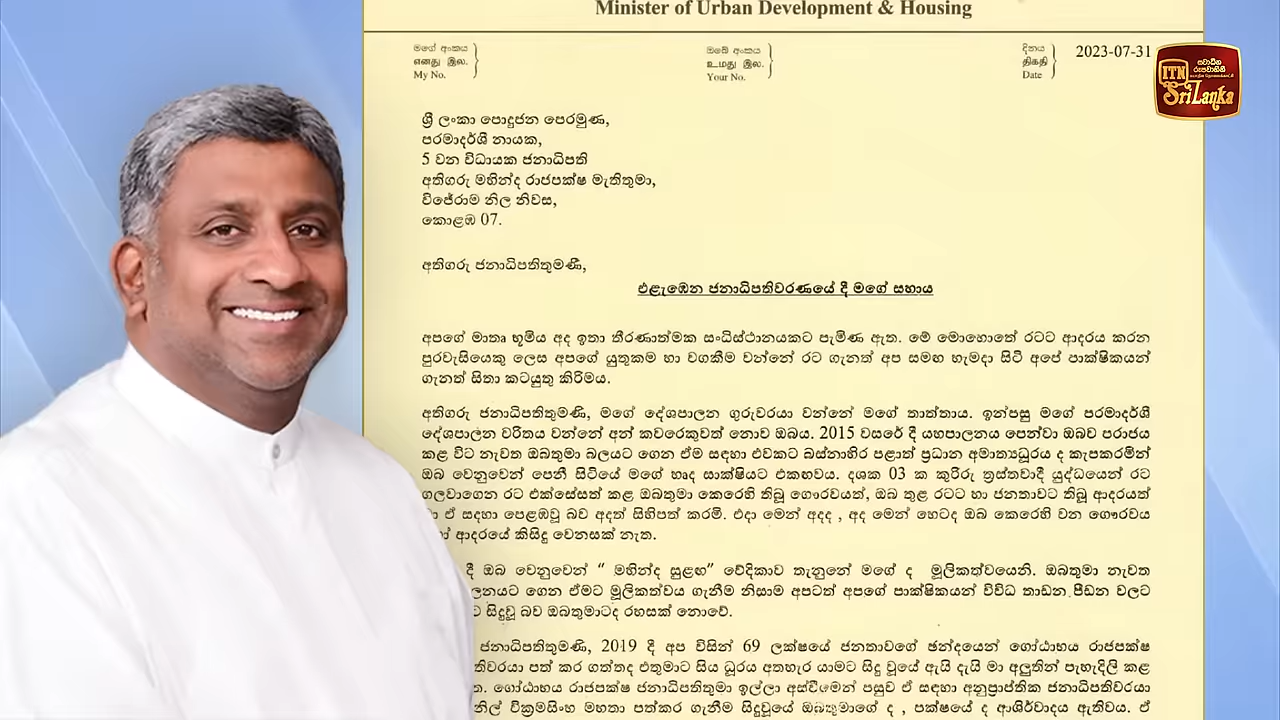 Minister of Urban Development & Housing
මගේ අංකය
எனது இல.
My No.
ඔබේ අංකය
உமது இல.
Your No.
දිනය
திகதி
Date
2023-07-31
ITN
ශ්‍රී ලංකා පොදුජන පෙරමුණ,
පරමාදර්ශී නායක,
5 වන විධායක ජනාධිපති
අතිගරු මහින්ද රාජපක්ෂ මැතිතුමා,
විජේරාම නිල නිවස,
කොළඹ 07.
අතිගරු ජනාධිපතිතුමණී,
එළැඹෙන ජනාධිපතිවරණයේ දී මගේ සහාය
අපගේ මාතෘ භූමිය අද ඉතා තීරණාත්මක සංධිස්ථානයකට පැමිණ ඇත. මේ මොහොතේ රටට ආදරය කරන
පුරවැසියෙකු ලෙස අපගේ යුතුකම හා වගකීම වන්නේ රට ගැනත් අප සමඟ හැමදා සිටි අපේ පාක්ෂිකයන්
ගැනත් සිතා කටයුතු කිරීමය.
අතිගරු ජනාධිපතිතුමණි, මගේ දේශපාලන ගුරුවරයා වන්නේ මගේ තාත්තාය. ඉන්පසු මගේ පරමාදර්ශී
දේශපාලන චරිතය වන්නේ අන් කවරෙකුවත් නොව ඔබය. 2015 වසරේ දී යහපාලනය පෙන්වා ඔබව පරාජය
කළ විට නැවත ඔබතුමා බලයට ගෙන ඒම සඳහා එවකට බස්නාහිර පළාත් ප්‍රධාන අමාත්‍යධූරය ද කැපකරමින්
ඔබ වෙනුවෙන් පෙනී සිටියේ මගේ හෘද සාක්ෂියට එකඟවය. දශක 03 ක කුරිරු ත්‍රස්තවාදී යුද්ධයෙන් රට
ගලවාගෙන රට එක්සේසත් කළ ඔබතුමා කෙරෙහි තිබූ ගෞරවයත්, ඔබ තුළ රටට හා ජනතාවට තිබූ ආදරයත්
ඒ සඳහා පෙළඹවූ බව අදත් සිහිපත් කරමි. එදා මෙන් අදද , අද මෙන් හෙටද ඔබ කෙරෙහි වන ගෞරවය
ආදරයේ කිසිදු වෙනසක් නැත.
දී ඔබ වෙනුවෙන් “ මහින්ද සුළඟ” වේදිකාව තැනුනේ මගේ ද මූලිකත්වයෙනි. ඔබතුමා නැවත
ගෙන ඒමට මූලිකත්වය ගැනීම නිසාම අපටත් අපගේ පාක්ෂිකයන් විවිධ තාඩන පීඩන වලට
සිදුවූ බව ඔබතුමාටද රහසක් නොවේ.
ජනාධිපතිතුමණි, 2019 දී අප විසින් 69 ලක්ෂයේ ජනතාවගේ ඡන්දයෙන් ගෝඨාභය රාජපක්ෂ
පත් කර ගත්තද එතුමාට සිය ධූරය අතහැර යාමට සිදු වූයේ ඇයි දැයි මා අලුතින් පැහැදිලි කළ
ගෝඨාභය රාජපක්ෂ ජනාධිපතිතුමා ඉල්ලා අස්වීමෙන් පසුව ඒ සඳහා අනුප්‍රාප්තික ජනාධිපතිවරයා
වික්‍රමසිංහ මහතා පත්කර ගැනීම සිදුවූයේ ඔබතුමාගේ ද , පක්ෂයේ ද ආශිර්වාදය ඇතිවය. ඒ
Sri Lanka